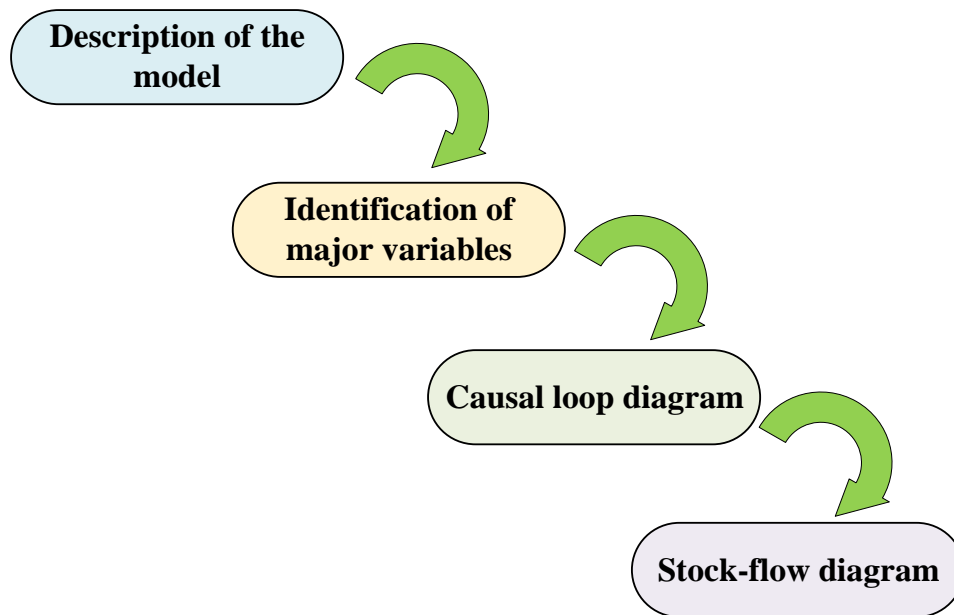 Description of the
model
Identification of
major variables
Causal loop diagram
Stock-flow diagram